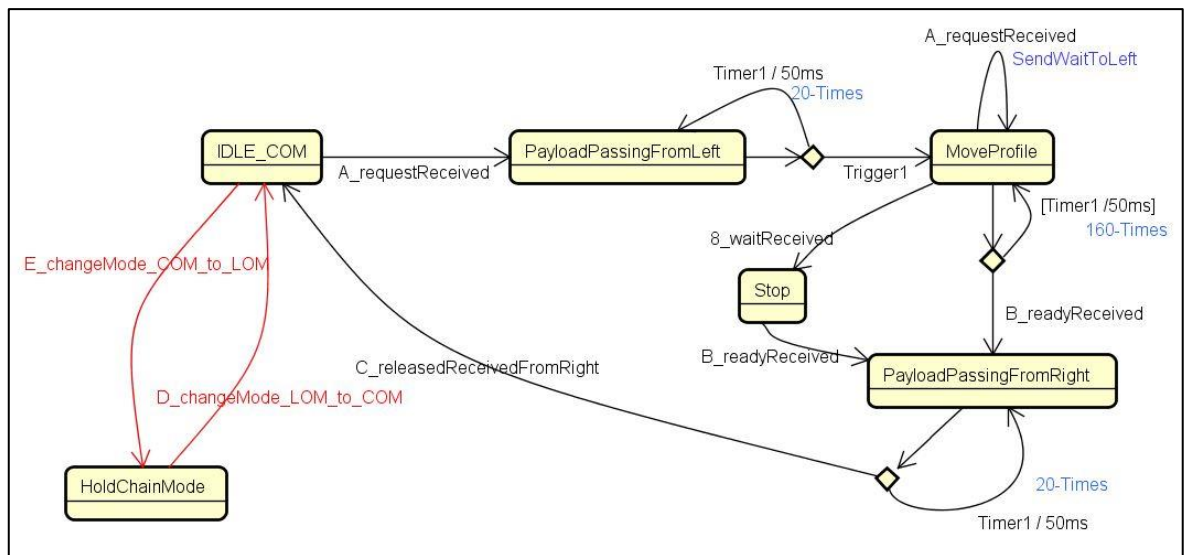 A_requestReceived
SendWaitToLeft
Timer1 / 50ms
20-Times
IDLE_COM
PayloadPassingFromLeft
MoveProfile
A_requestReceived
Trigger1
[Timer1 /50ms]
160-Times
8_waitReceived
E_changeMode_COM_to_LOM
Stop
B_readyReceived
B_readyReceived
C_releasedReceivedFromRight
PayloadPassingFromRight
D_changeMode_LOM_to_COM
HoldChainMode
20-Times
Timer1 / 50ms